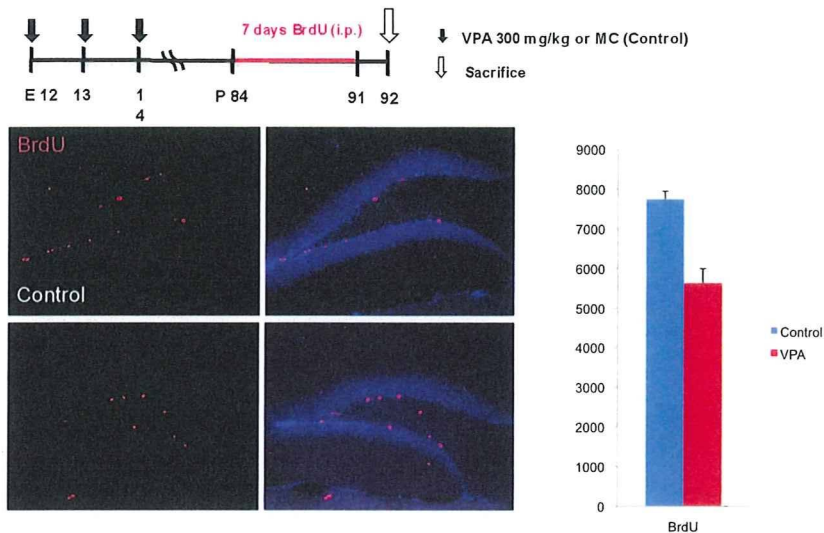 7 days BrdU (i.p.)
VPA 300 mg/kg or MC (Control)
Sacrifice
E 12 13 1 P 84 91 92
4
BrdU
Control
9000
8000
7000
6000
5000
4000
3000
2000
1000
0
BrdU
Control
VPA